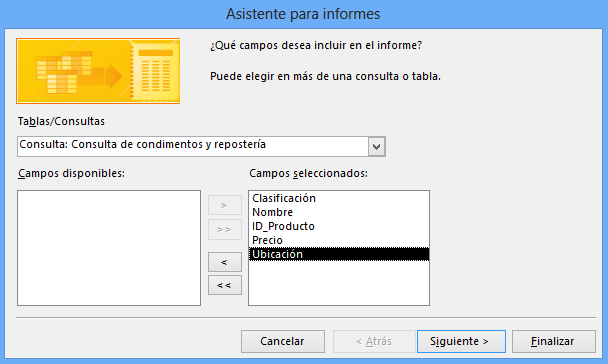 Asistente para informes
¿Qué campos desea incluir en el informe?
Puede elegir en más de una consulta o tabla.
Tablas/Consultas
Consulta: Consulta de condimentos y repostería
Campos disponibles:
Campos seleccionados:
>
>>
<
<<
Clasificación
Nombre
ID_Producto
Precio
Ubicación
Cancelar
< Atrás
Siguiente >
Finalizar